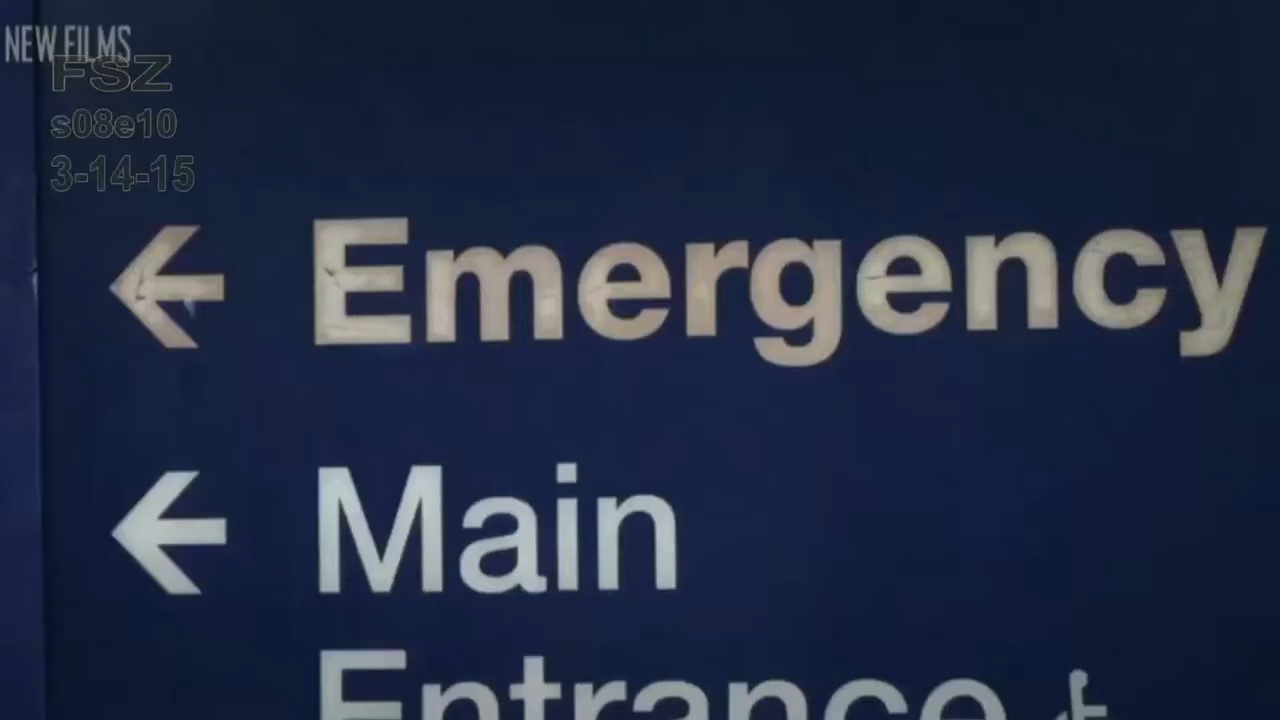 NEW FILMS
FSZ
s08e10
3-14-15
← Emergency
← Main
Entrance